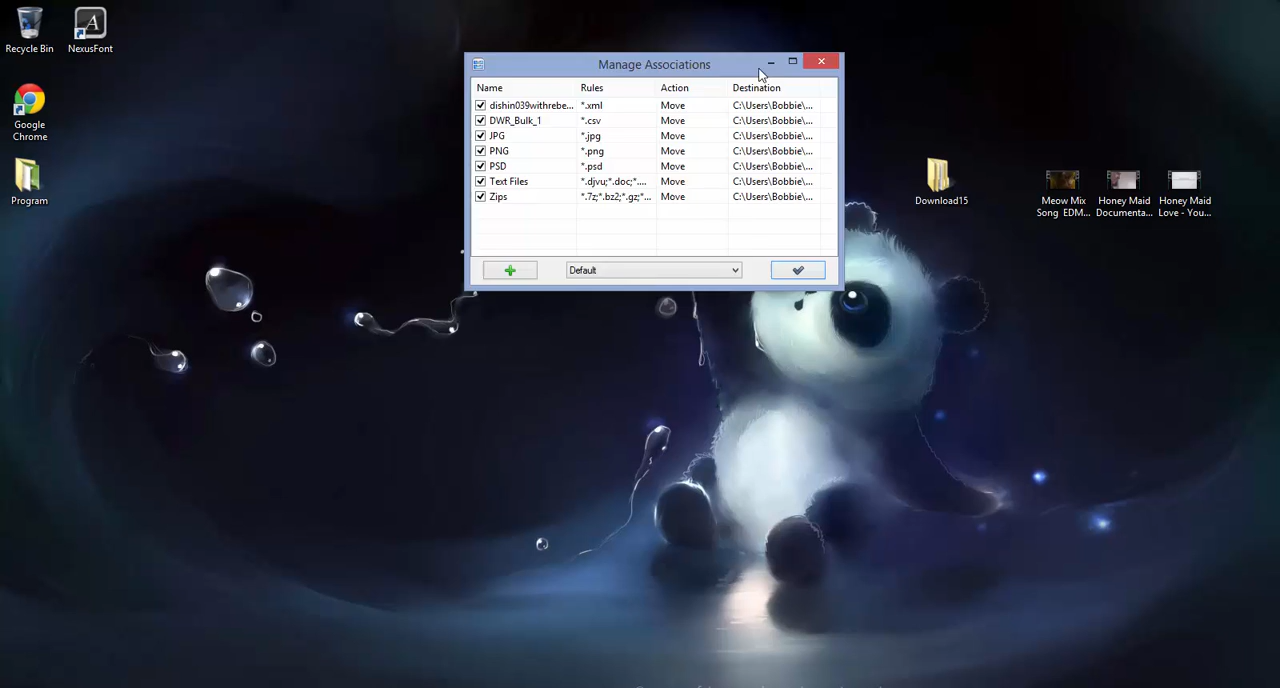 Recycle Bin
NexusFont
Google
Chrome
Program
Manage Associations
Name Rules Action Destination
dishin039withrebe... *.xml Move C:\Users\Bobbie\...
DWR_Bulk_1 *.csv Move C:\Users\Bobbie\...
JPG *.jpg Move C:\Users\Bobbie\...
PNG *.png Move C:\Users\Bobbie\...
PSD *.psd Move C:\Users\Bobbie\...
Text Files *.djvu;*.doc;*.... Move C:\Users\Bobbie\...
Zips *.7z;*.bz2;*.gz;*... Move C:\Users\Bobbie\...
Default
Download15
Meow Mix
Song EDM...
Honey Maid
Documenta...
Honey Maid
Love - You...